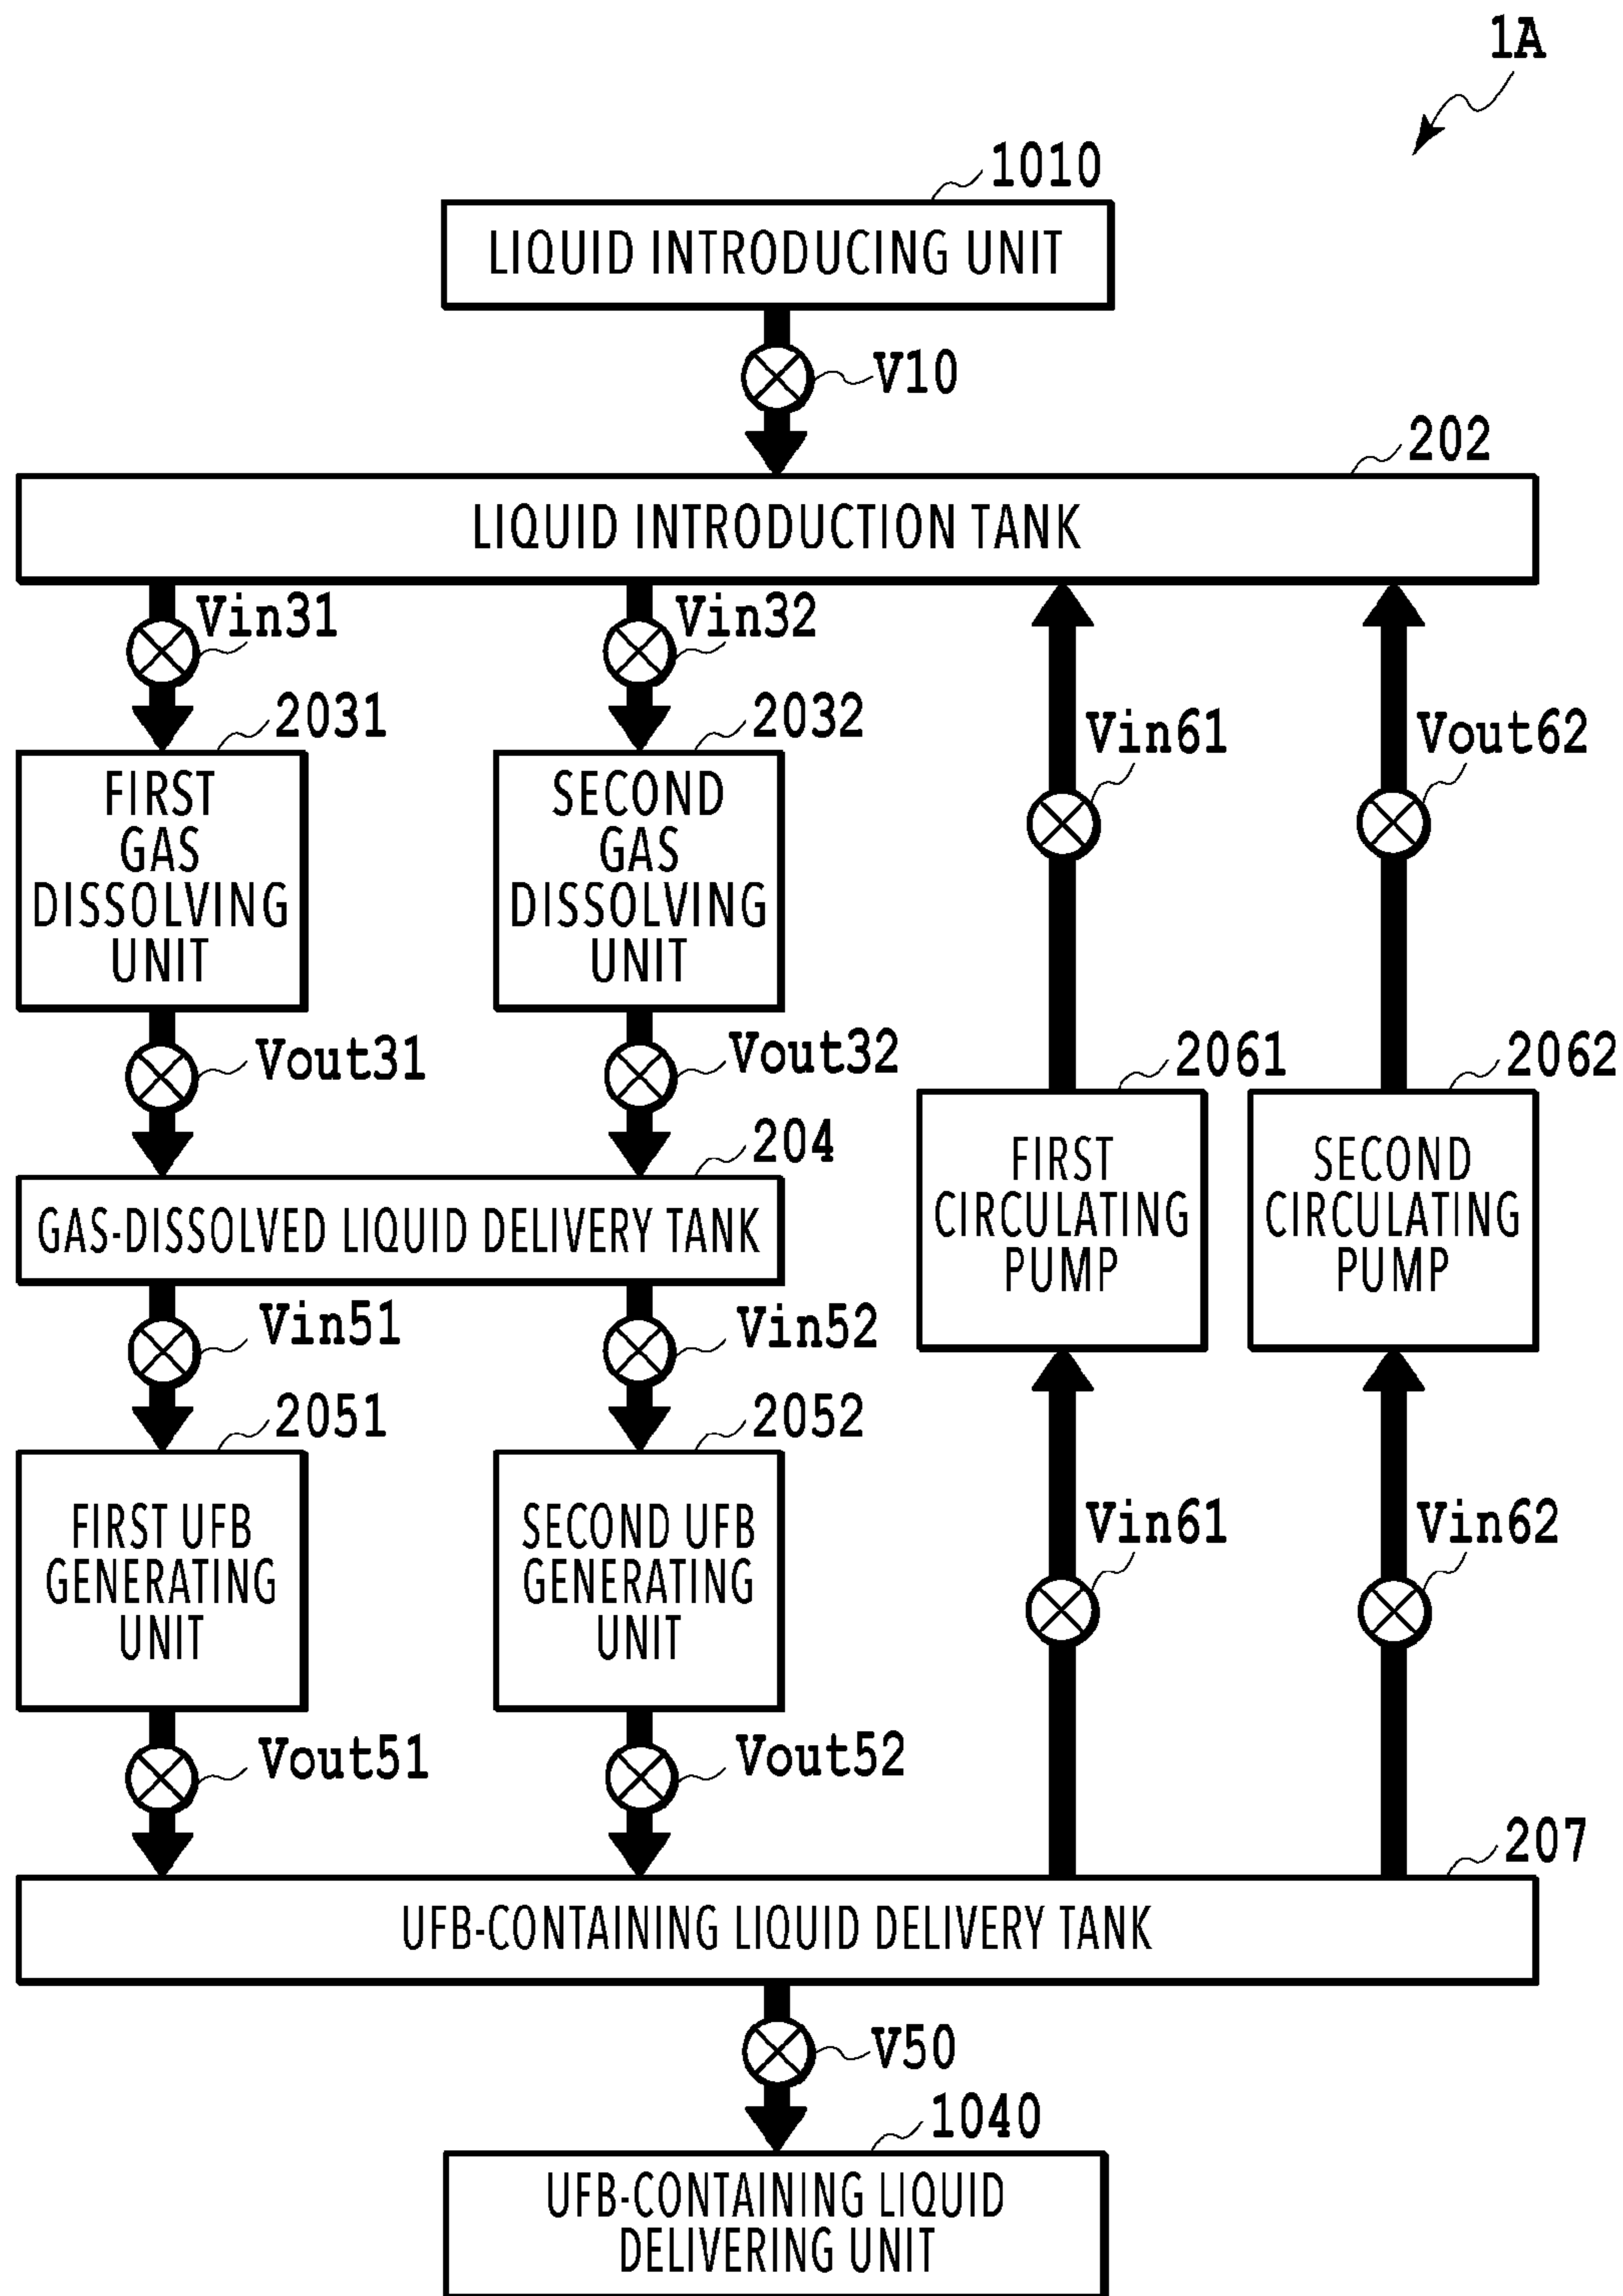 1A
1010
LIQUID INTRODUCING UNIT
V10
202
LIQUID INTRODUCTION TANK
Vin31
Vin32
2031
2032
Vin61
Vout62
FIRST
GAS
DISSOLVING
UNIT
SECOND
GAS
DISSOLVING
UNIT
Vout31
Vout32
2061
2062
FIRST
CIRCULATING
PUMP
SECOND
CIRCULATING
PUMP
204
GAS-DISSOLVED LIQUID DELIVERY TANK
Vin51
Vin52
2051
2052
FIRST UFB
GENERATING
UNIT
SECOND UFB
GENERATING
UNIT
Vin61
Vin62
Vout51
Vout52
207
UFB-CONTAINING LIQUID DELIVERY TANK
V50
1040
UFB-CONTAINING LIQUID
DELIVERING UNIT